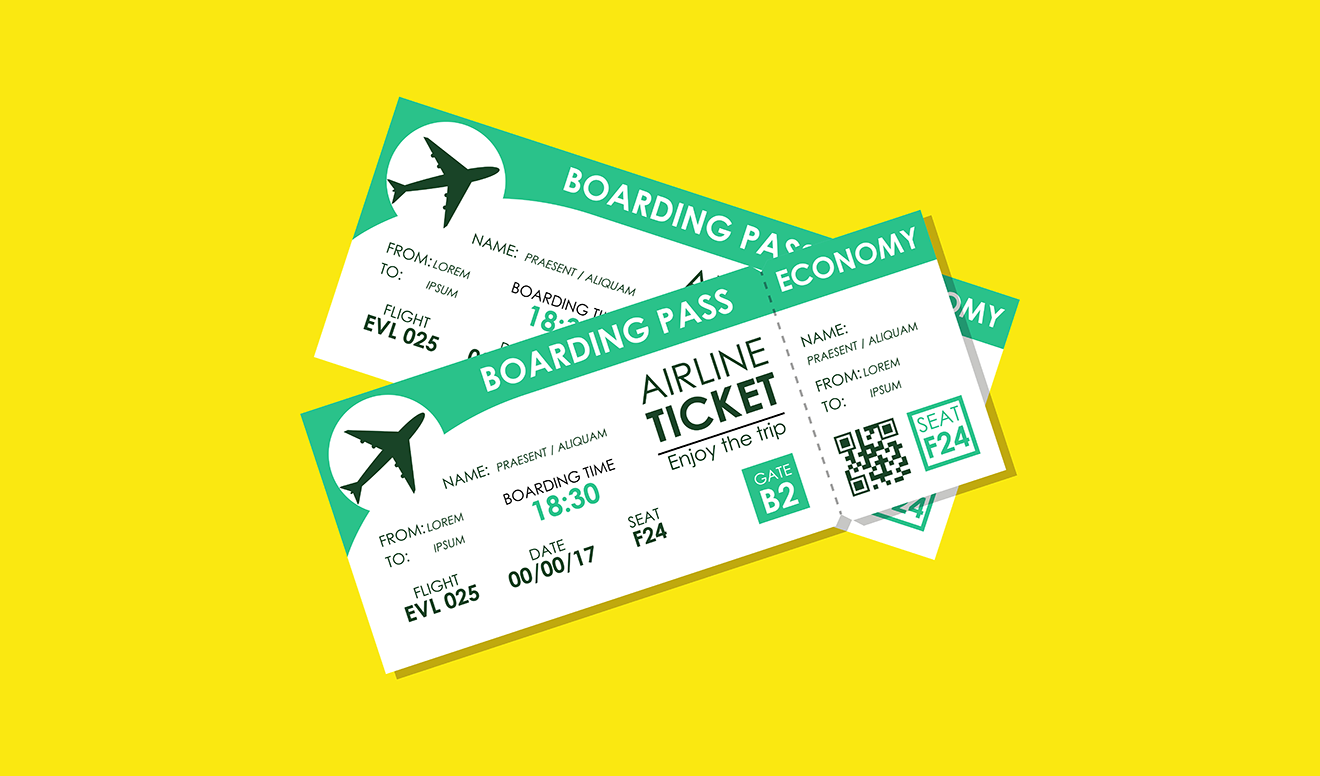 BOARDING PASS
FROM: LOREM
TO: IPSUM
NAME: PRAESENT / ALIQUAM
FLIGHT
EVL 025
BOARDING PASS
AIRLINE
TICKET
Enjoy the trip
NAME: PRAESENT / ALIQUAM
BOARDING TIME
18:30
FROM: LOREM
TO: IPSUM
FLIGHT
EVL 025
DATE
00/00/17
SEAT
F24
GATE
B2
ECONOMY
NAME:
PRAESENT / ALIQUAM
FROM: LOREM
TO: IPSUM
SEAT
F24